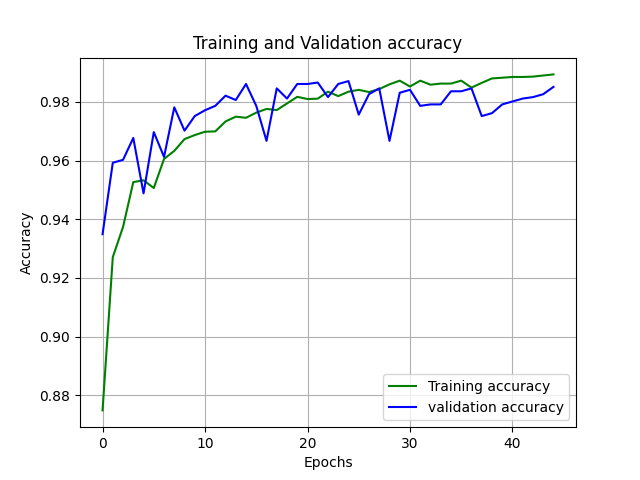 Training and Validation accuracy
Accuracy
0.98
0.96
0.94
0.92
0.90
0.88
Training accuracy
validation accuracy
0 10 20 30 40
Epochs